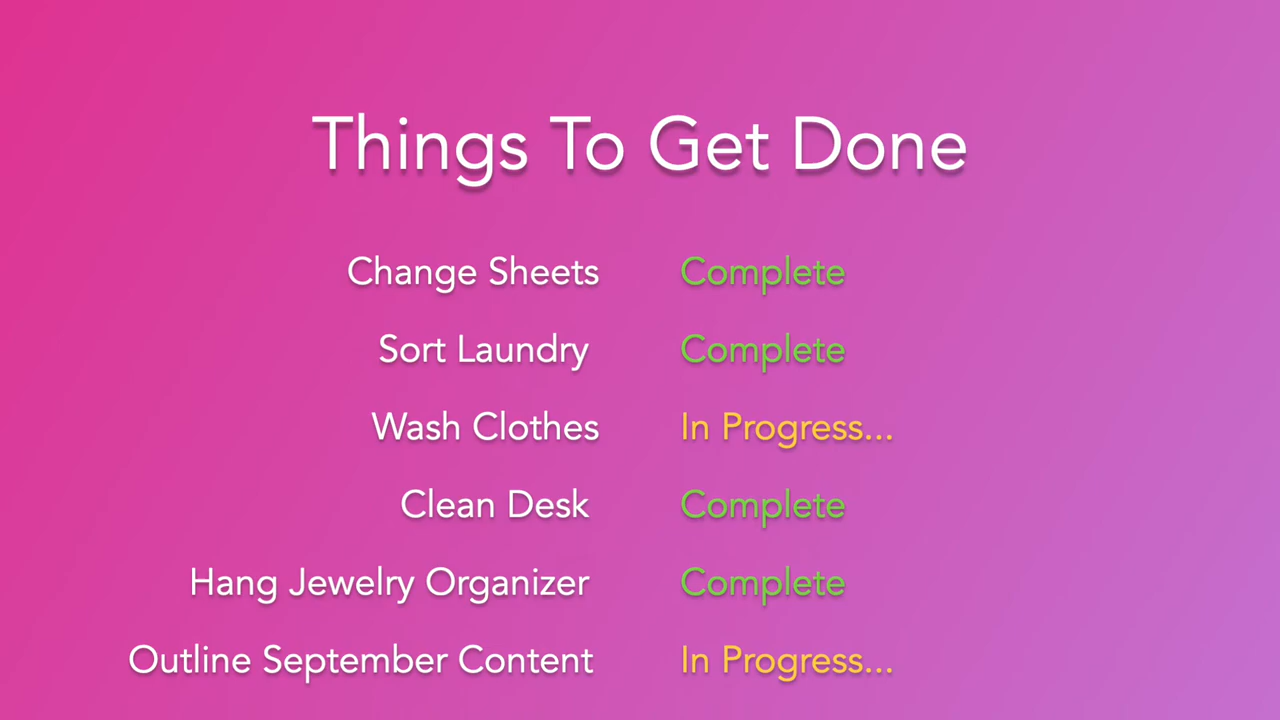 Things To Get Done
Change Sheets Complete
Sort Laundry Complete
Wash Clothes In Progress...
Clean Desk Complete
Hang Jewelry Organizer Complete
Outline September Content In Progress...